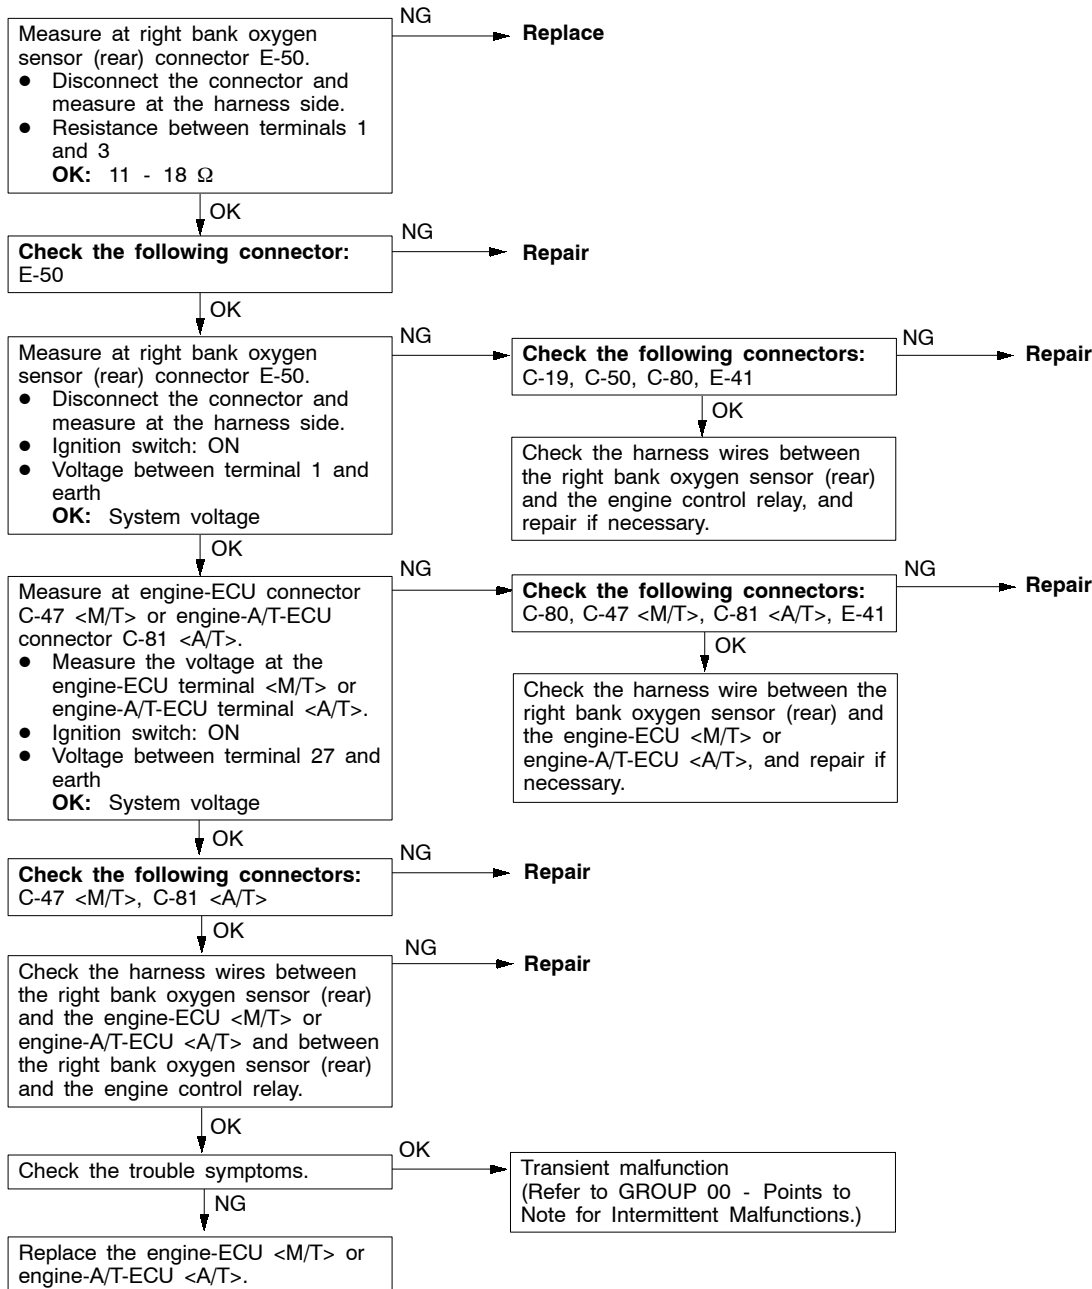 Measure at right bank oxygen
sensor (rear) connector E-50.
● Disconnect the connector and
measure at the harness side.
● Resistance between terminals 1
and 3
OK: 11 - 18 Ω
NG
Replace
OK
Check the following connector:
E-50
NG
Repair
OK
Measure at right bank oxygen
sensor (rear) connector E-50.
● Disconnect the connector and
measure at the harness side.
● Ignition switch: ON
● Voltage between terminal 1 and
earth
OK: System voltage
NG
Check the following connectors:
C-19, C-50, C-80, E-41
NG
Repair
OK
Check the harness wires between
the right bank oxygen sensor (rear)
and the engine control relay, and
repair if necessary.
OK
Measure at engine-ECU connector
C-47 <M/T> or engine-A/T-ECU
connector C-81 <A/T>.
● Measure the voltage at the
engine-ECU terminal <M/T> or
engine-A/T-ECU terminal <A/T>.
● Ignition switch: ON
● Voltage between terminal 27 and
earth
OK: System voltage
NG
Check the following connectors:
C-80, C-47 <M/T>, C-81 <A/T>, E-41
NG
Repair
OK
Check the harness wire between the
right bank oxygen sensor (rear) and
the engine-ECU <M/T> or
engine-A/T-ECU <A/T>, and repair if
necessary.
OK
Check the following connectors:
C-47 <M/T>, C-81 <A/T>
NG
Repair
OK
Check the harness wires between
the right bank oxygen sensor (rear)
and the engine-ECU <M/T> or
engine-A/T-ECU <A/T> and between
the right bank oxygen sensor (rear)
and the engine control relay.
NG
Repair
OK
Check the trouble symptoms.
OK
Transient malfunction
(Refer to GROUP 00 - Points to
Note for Intermittent Malfunctions.)
NG
Replace the engine-ECU <M/T> or
engine-A/T-ECU <A/T>.